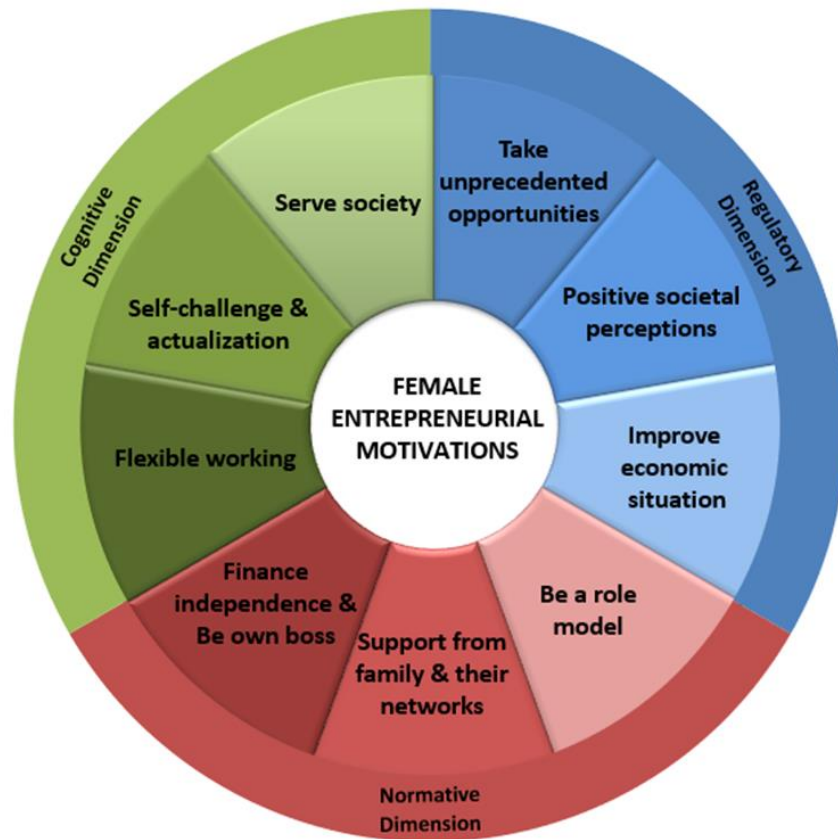 Take
unprecedented
opportunities
Positive societal
perceptions
Improve
economic
situation
Be a role
model
Support from
family & their
networks
Finance
independence &
Be own boss
Flexible working
Self-challenge &
actualization
Serve society
FEMALE
ENTREPRENEURIAL
MOTIVATIONS
Regulatory
Dimension
Normative
Dimension
Cognitive
Dimension